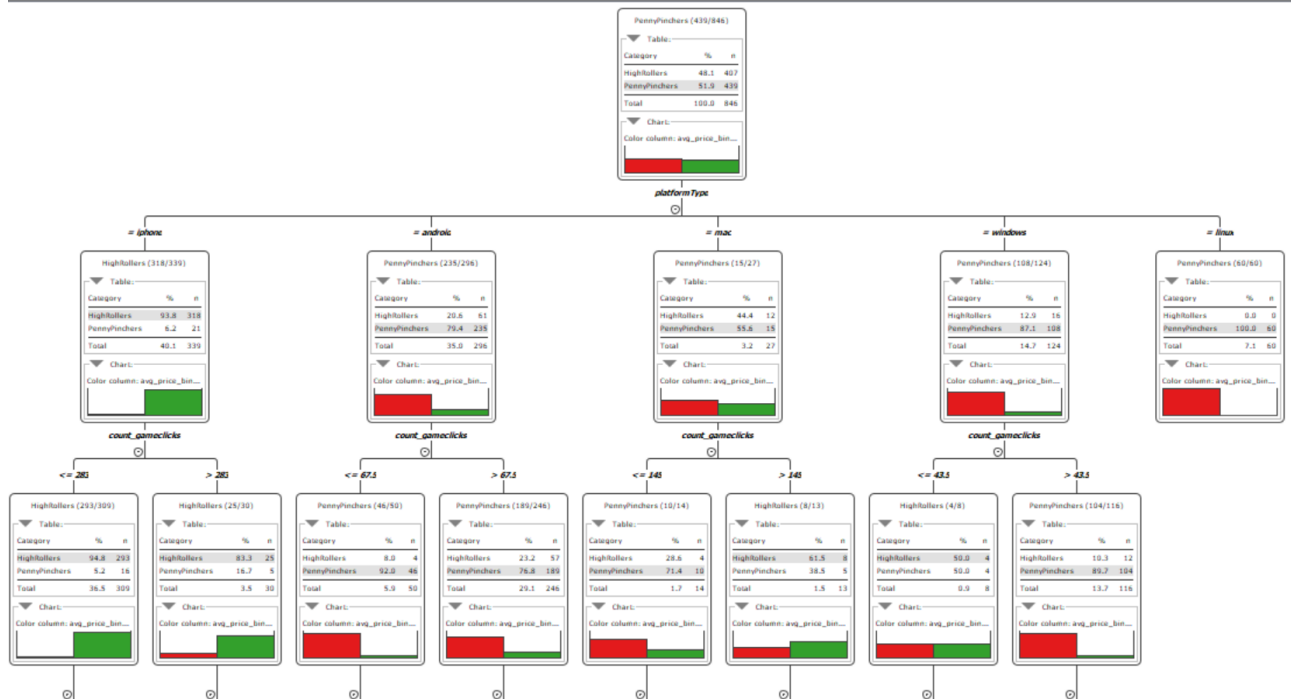 PennyPinchers (439/846)
Table:
Category % n
HighRollers 48.1 407
PennyPinchers 51.9 439
Total 100.0 846
Chart:
Color column: avg_price_bin...
platformType
= iphone
= android
= mac
= windows
= linux
HighRollers (318/339)
Table:
Category % n
HighRollers 93.8 318
PennyPinchers 6.2 21
Total 40.1 339
Chart:
Color column: avg_price_bin...
count_gameclicks
PennyPinchers (235/296)
Table:
Category % n
HighRollers 20.6 61
PennyPinchers 79.4 235
Total 35.0 296
Chart:
Color column: avg_price_bin...
count_gameclicks
PennyPinchers (15/27)
Table:
Category % n
HighRollers 44.4 12
PennyPinchers 55.6 15
Total 3.2 27
Chart:
Color column: avg_price_bin...
count_gameclicks
PennyPinchers (108/124)
Table:
Category % n
HighRollers 12.9 16
PennyPinchers 87.1 108
Total 14.7 124
Chart:
Color column: avg_price_bin...
count_gameclicks
PennyPinchers (60/60)
Table:
Category % n
HighRollers 0.0 0
PennyPinchers 100.0 60
Total 7.1 60
Chart:
Color column: avg_price_bin...
<= 283
> 283
<= 67.5
> 67.5
<= 145
> 145
<= 43.5
> 43.5
HighRollers (293/309)
Table:
Category % n
HighRollers 94.8 293
PennyPinchers 5.2 16
Total 36.5 309
Chart:
Color column: avg_price_bin...
HighRollers (25/30)
Table:
Category % n
HighRollers 83.3 25
PennyPinchers 16.7 5
Total 3.5 30
Chart:
Color column: avg_price_bin...
PennyPinchers (46/50)
Table:
Category % n
HighRollers 8.0 4
PennyPinchers 92.0 46
Total 5.9 50
Chart:
Color column: avg_price_bin...
PennyPinchers (189/246)
Table:
Category % n
HighRollers 23.2 57
PennyPinchers 76.8 189
Total 29.1 246
Chart:
Color column: avg_price_bin...
PennyPinchers (10/14)
Table:
Category % n
HighRollers 28.6 4
PennyPinchers 71.4 10
Total 1.7 14
Chart:
Color column: avg_price_bin...
HighRollers (8/13)
Table:
Category % n
HighRollers 61.5 8
PennyPinchers 38.5 5
Total 1.5 13
Chart:
Color column: avg_price_bin...
HighRollers (4/8)
Table:
Category % n
HighRollers 50.0 4
PennyPinchers 50.0 4
Total 0.9 8
Chart:
Color column: avg_price_bin...
PennyPinchers (104/116)
Table:
Category % n
HighRollers 10.3 12
PennyPinchers 89.7 104
Total 13.7 116
Chart:
Color column: avg_price_bin...